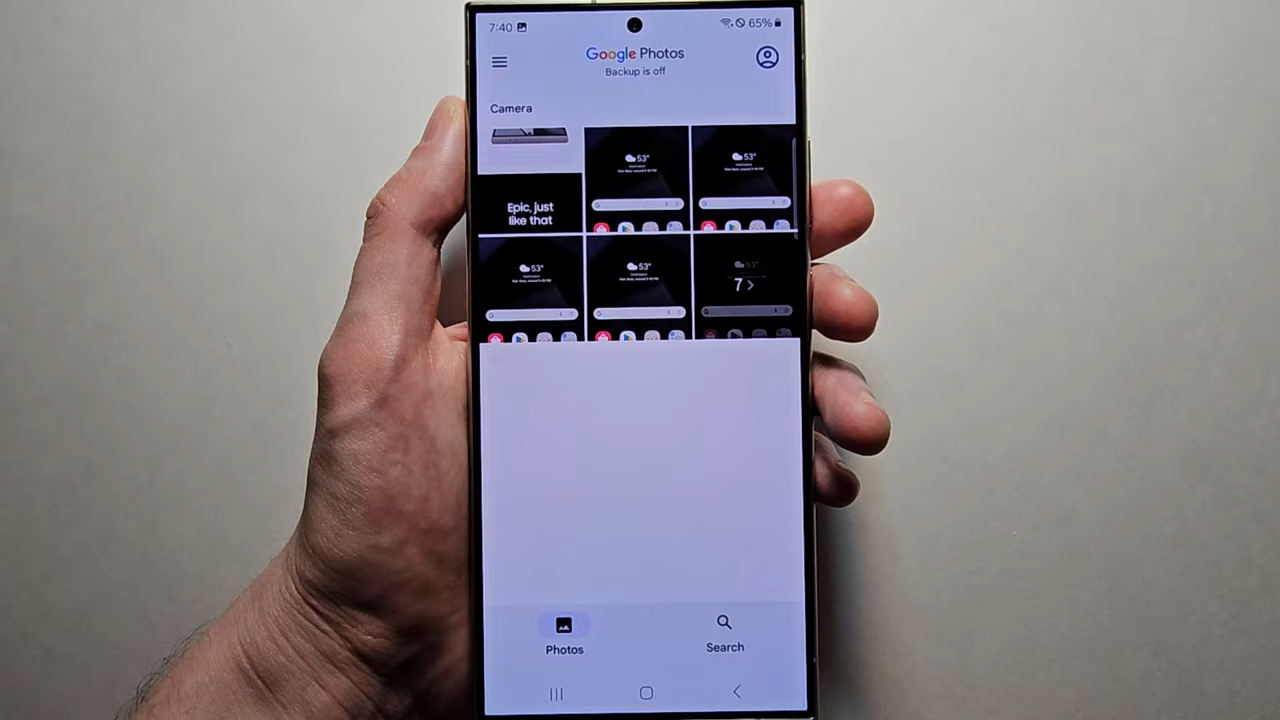 7:40
65%
Google Photos
Backup is off
Camera
Epic, just
like that
53°
53°
53°
53°
53°
7 >
Photos
Search